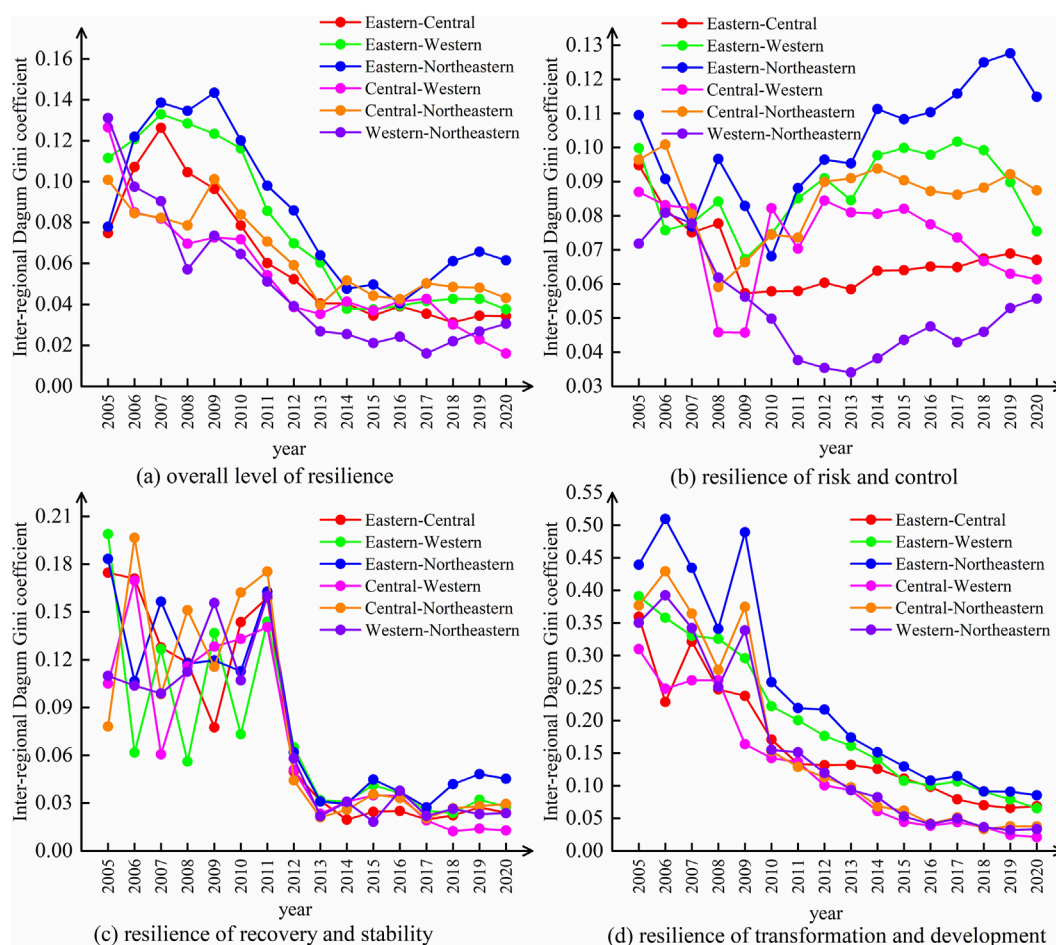 Inter-regional Dagum Gini coefficient
0.16
0.14
0.12
0.10
0.08
0.06
0.04
0.02
0.00
Eastern-Central
Eastern-Western
Eastern-Northeastern
Central-Western
Central-Northeastern
Western-Northeastern
2005 2006 2007 2008 2009 2010 2011 2012 2013 2014 2015 2016 2017 2018 2019 2020
year
(a) overall level of resilience
Inter-regional Dagum Gini coefficient
0.13
0.12
0.11
0.10
0.09
0.08
0.07
0.06
0.05
0.04
0.03
Eastern-Central
Eastern-Western
Eastern-Northeastern
Central-Western
Central-Northeastern
Western-Northeastern
2005 2006 2007 2008 2009 2010 2011 2012 2013 2014 2015 2016 2017 2018 2019 2020
year
(b) resilience of risk and control
Inter-regional Dagum Gini coefficient
0.21
0.18
0.15
0.12
0.09
0.06
0.03
0.00
Eastern-Central
Eastern-Western
Eastern-Northeastern
Central-Western
Central-Northeastern
Western-Northeastern
2005 2006 2007 2008 2009 2010 2011 2012 2013 2014 2015 2016 2017 2018 2019 2020
year
(c) resilience of recovery and stability
Inter-regional Dagum Gini coefficient
0.55
0.50
0.45
0.40
0.35
0.30
0.25
0.20
0.15
0.10
0.05
0.00
Eastern-Central
Eastern-Western
Eastern-Northeastern
Central-Western
Central-Northeastern
Western-Northeastern
2005 2006 2007 2008 2009 2010 2011 2012 2013 2014 2015 2016 2017 2018 2019 2020
year
(d) resilience of transformation and development